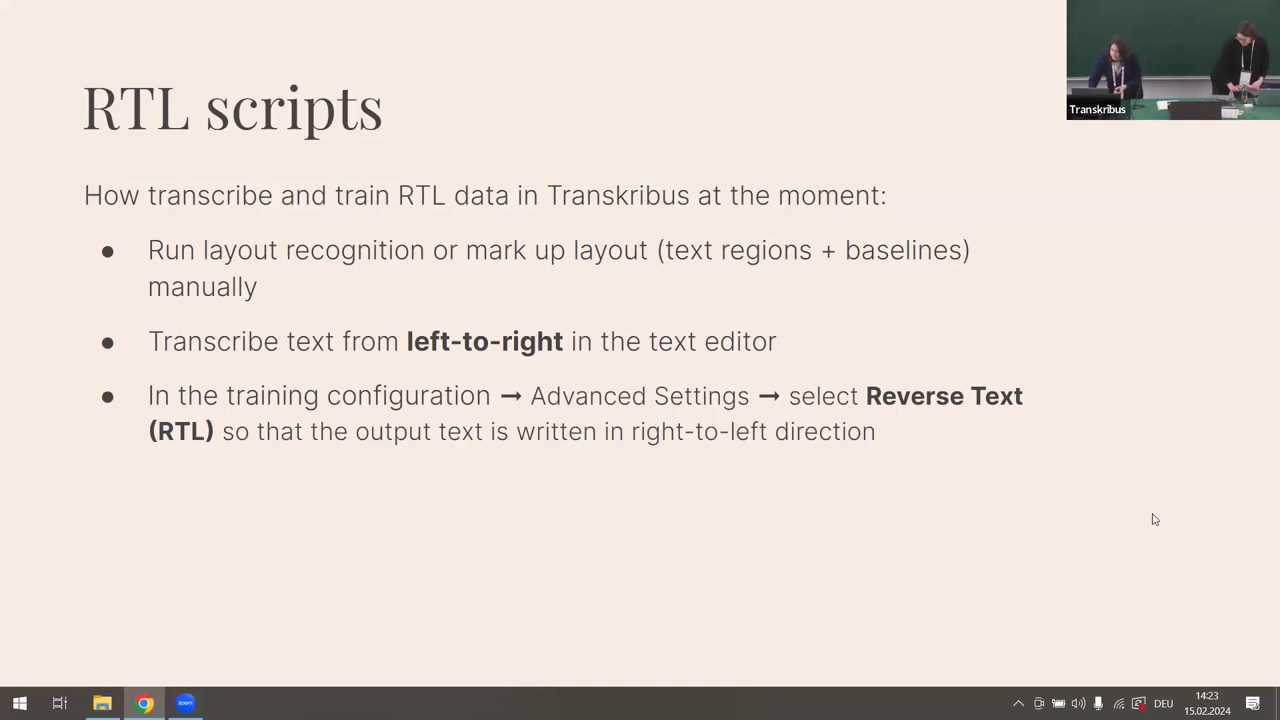 RTL scripts
Transkribus
How transcribe and train RTL data in Transkribus at the moment:
● Run layout recognition or mark up layout (text regions + baselines)
manually
● Transcribe text from left-to-right in the text editor
● In the training configuration → Advanced Settings → select Reverse Text
(RTL) so that the output text is written in right-to-left direction
zoom
DEU
14:23
15.02.2024